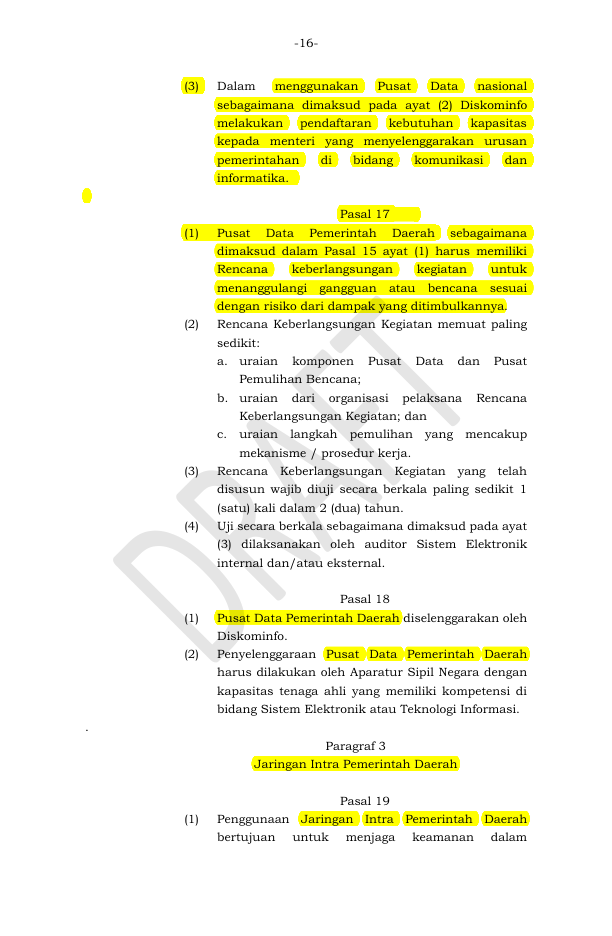 -16-
(3) Dalam menggunakan Pusat Data nasional
sebagaimana dimaksud pada ayat (2) Diskominfo
melakukan pendaftaran kebutuhan kapasitas
kepada menteri yang menyelenggarakan urusan
pemerintahan di bidang komunikasi dan
informatika.
Pasal 17
(1) Pusat Data Pemerintah Daerah sebagaimana
dimaksud dalam Pasal 15 ayat (1) harus memiliki
Rencana keberlangsungan kegiatan untuk
menanggulangi gangguan atau bencana sesuai
dengan risiko dari dampak yang ditimbulkannya.
(2) Rencana Keberlangsungan Kegiatan memuat paling
sedikit:
a. uraian komponen Pusat Data dan Pusat
Pemulihan Bencana;
b. uraian dari organisasi pelaksana Rencana
Keberlangsungan Kegiatan; dan
c. uraian langkah pemulihan yang mencakup
mekanisme / prosedur kerja.
(3) Rencana Keberlangsungan Kegiatan yang telah
disusun wajib diuji secara berkala paling sedikit 1
(satu) kali dalam 2 (dua) tahun.
(4) Uji secara berkala sebagaimana dimaksud pada ayat
(3) dilaksanakan oleh auditor Sistem Elektronik
internal dan/atau eksternal.
DRAFT
Pasal 18
(1) Pusat Data Pemerintah Daerah diselenggarakan oleh
Diskominfo.
(2) Penyelenggaraan Pusat Data Pemerintah Daerah
harus dilakukan oleh Aparatur Sipil Negara dengan
kapasitas tenaga ahli yang memiliki kompetensi di
bidang Sistem Elektronik atau Teknologi Informasi.
.
Paragraf 3
Jaringan Intra Pemerintah Daerah
Pasal 19
(1) Penggunaan Jaringan Intra Pemerintah Daerah
bertujuan untuk menjaga keamanan dalam